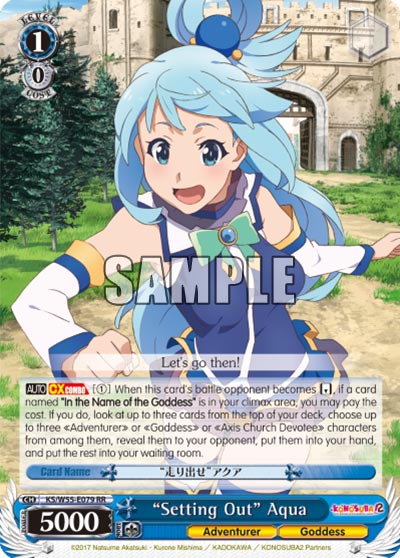 LEVEL
1
0
COST
SAMPLE
Let's go then!
AUTO CX COMBO [①] When this card's battle opponent becomes [ ], if a card
named "In the Name of the Goddess" is in your climax area, you may pay
the cost. If you do, look at up to three cards from the top of your deck, choose up
to three «Adventurer» or «Goddess» or «Axis Church Devotee» characters
from among them, reveal them to your opponent, put them into your hand,
and put the rest into your waiting room.
Card Name
“走り出せ”アクア
CH KS/W55-E079 RR
5000
“Setting Out” Aqua
KONOSUBA 2
Adventurer Goddess
©2017 Natsume Akatsuki・Kurone Mishima / KADOKAWA / KONOSUBA2 Partners